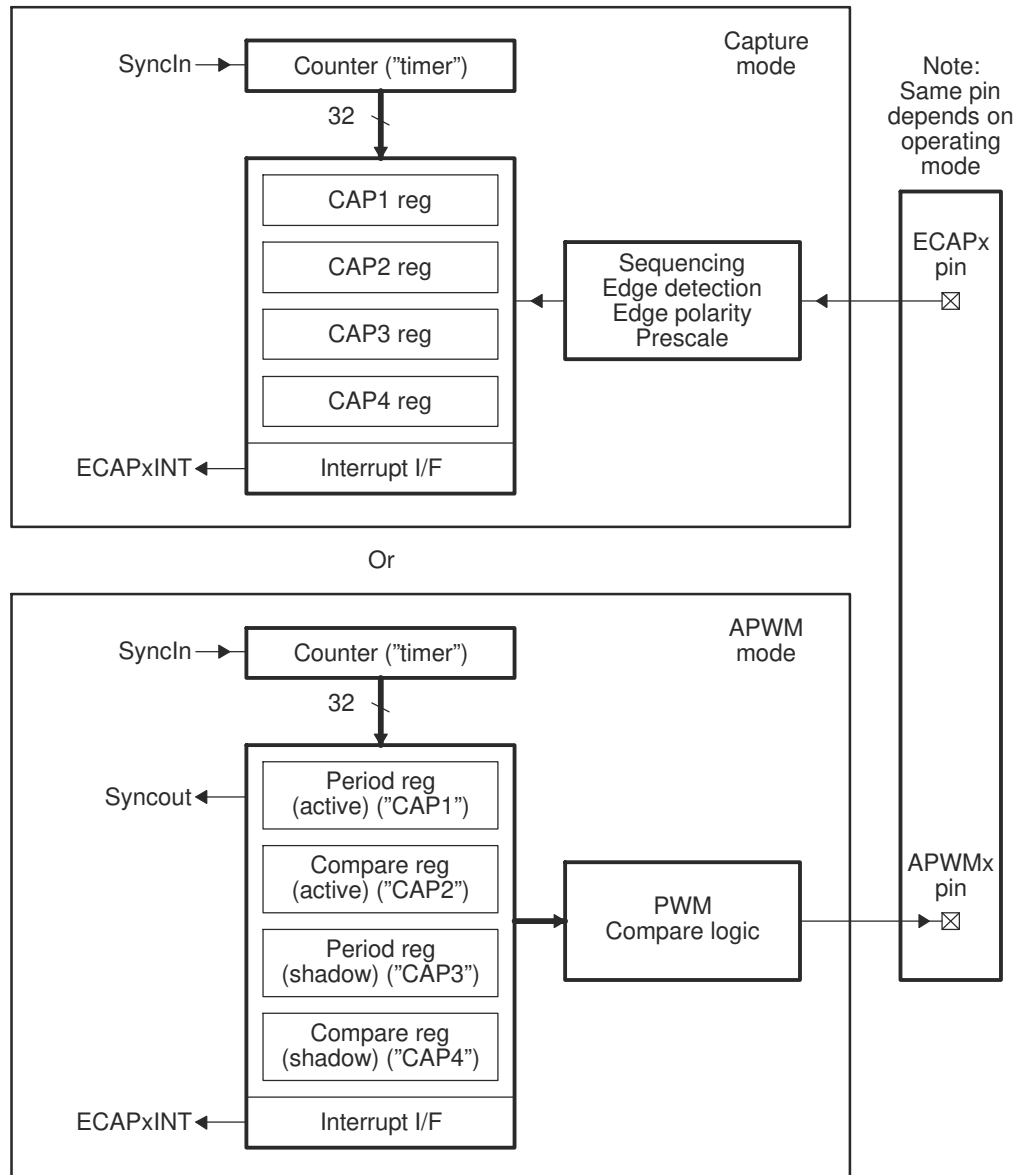 Capture
mode
SyncIn
Counter (”timer”)
32
CAP1 reg
CAP2 reg
CAP3 reg
CAP4 reg
Interrupt I/F
ECAPxINT
Sequencing
Edge detection
Edge polarity
Prescale
Note:
Same pin
depends on
operating
mode
ECAPx
pin
Or
APWM
mode
SyncIn
Counter (”timer”)
32
Syncout
Period reg
(active) (”CAP1”)
Compare reg
(active) (”CAP2”)
Period reg
(shadow) (”CAP3”)
Compare reg
(shadow) (”CAP4”)
Interrupt I/F
ECAPxINT
PWM
Compare logic
APWMx
pin